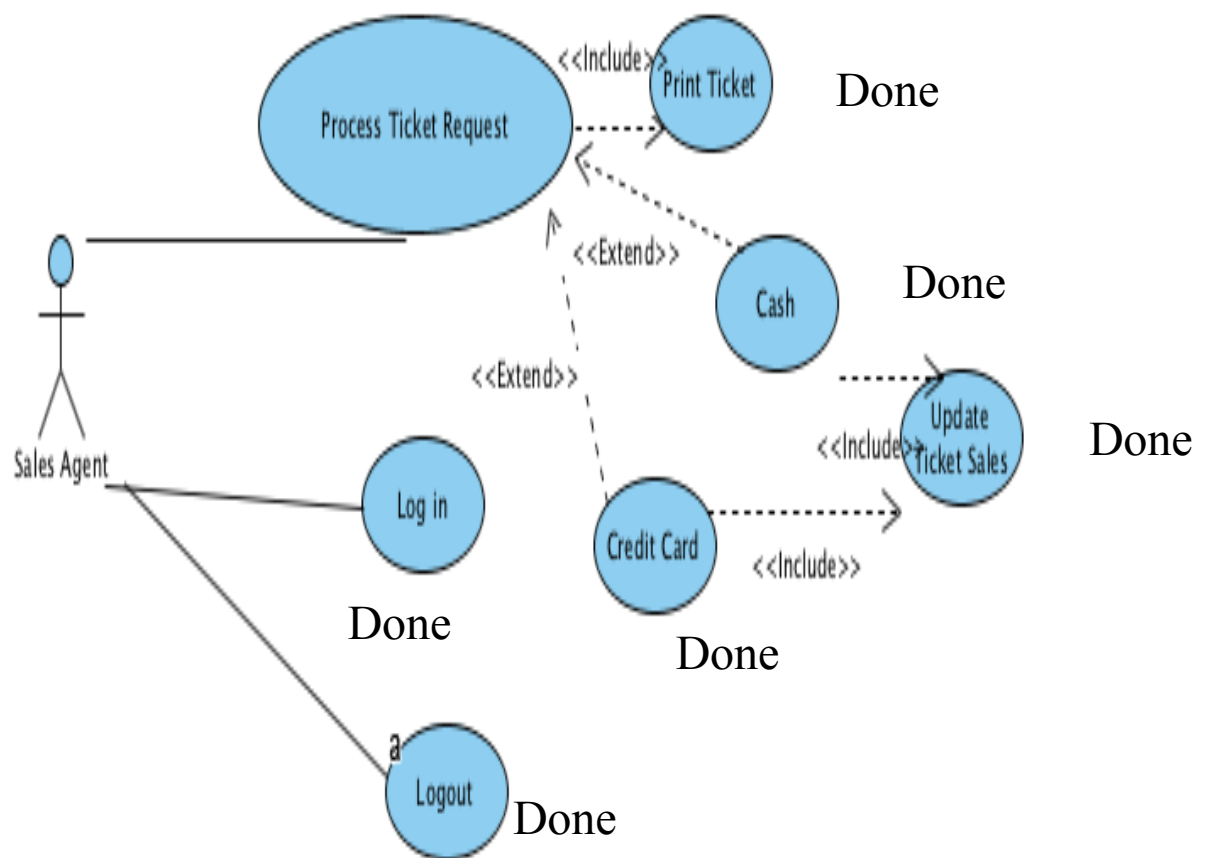 <<Include>>
Print Ticket
Done
Process Ticket Request
<<Extend>>
Done
Cash
<<Extend>>
Update
Ticket Sales
Done
<<Include>>
Sales Agent
Log in
Credit Card
<<Include>>
Done
Done
a
Logout
Done